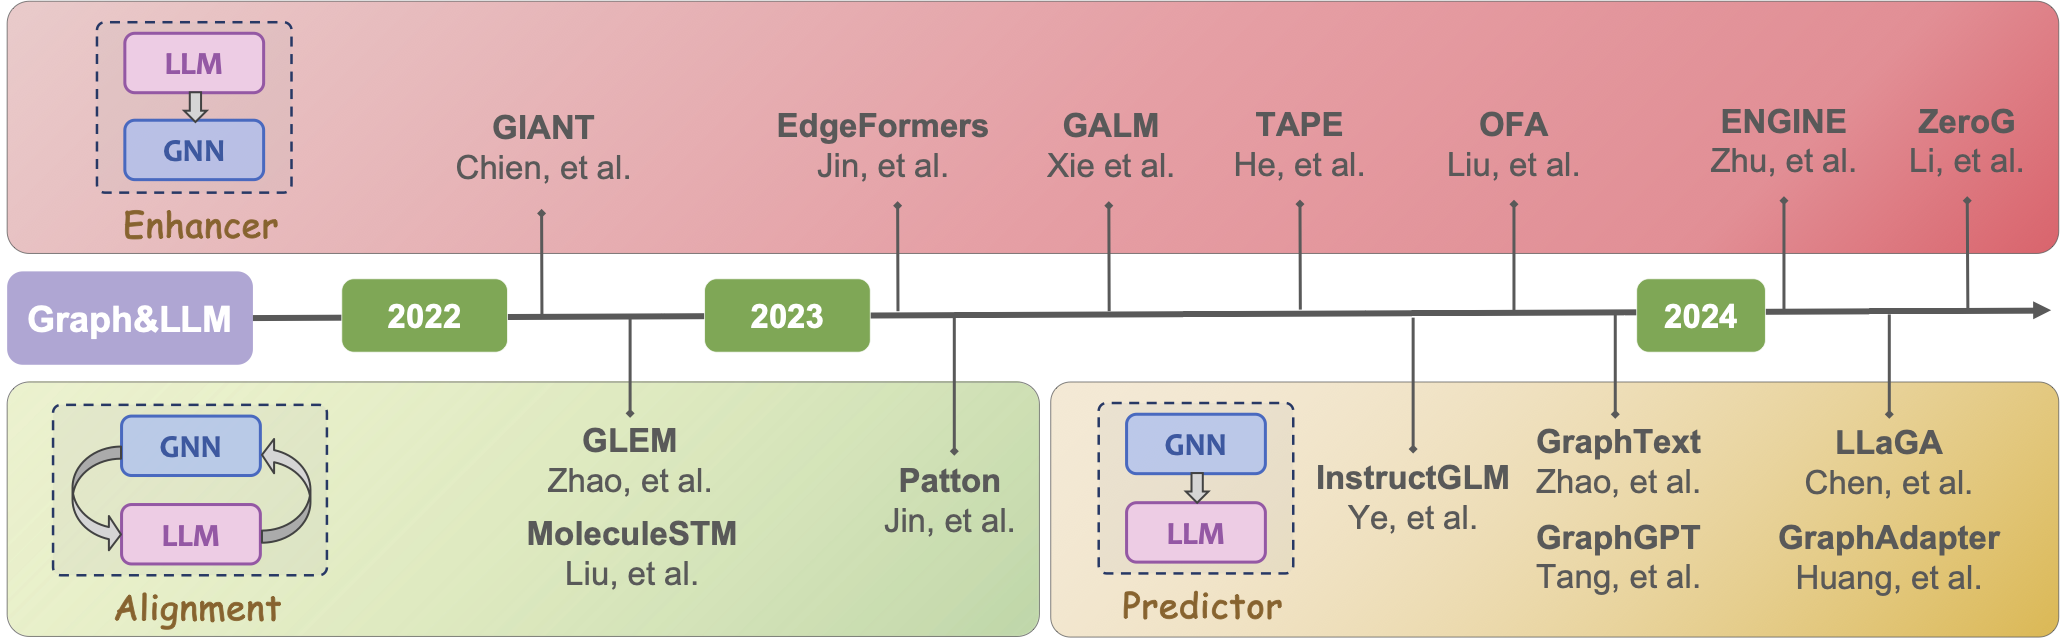 LLM
GNN
Enhancer
GIANT
Chien, et al.
EdgeFormers
Jin, et al.
GALM
Xie et al.
TAPE
He, et al.
OFA
Liu, et al.
ENGINE
Zhu, et al.
ZeroG
Li, et al.
Graph&LLM
2022
2023
2024
GNN
LLM
Alignment
GLEM
Zhao, et al.
MoleculeSTM
Liu, et al.
Patton
Jin, et al.
GNN
LLM
Predictor
InstructGLM
Ye, et al.
GraphText
Zhao, et al.
GraphGPT
Tang, et al.
LLaGA
Chen, et al.
GraphAdapter
Huang, et al.